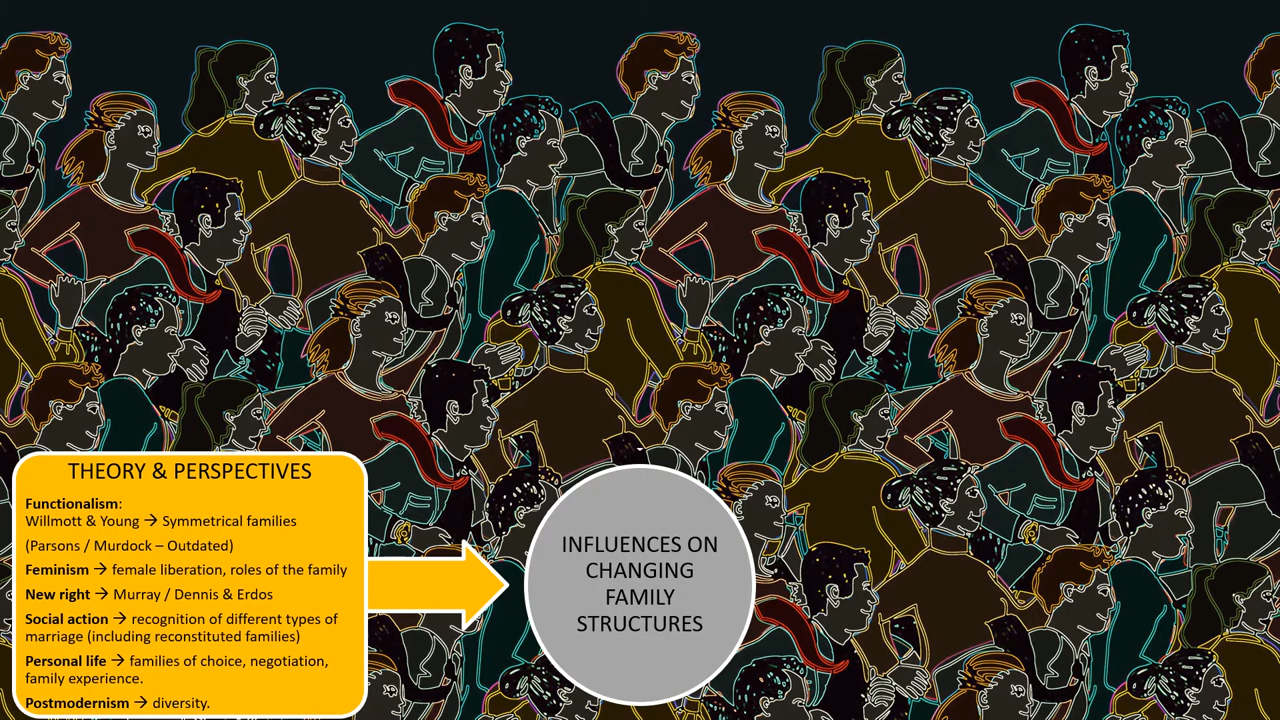 THEORY & PERSPECTIVES
Functionalism:
Willmott & Young → Symmetrical families
(Parsons / Murdock – Outdated)
Feminism → female liberation, roles of the family
New right → Murray / Dennis & Erdos
Social action → recognition of different types of
marriage (including reconstituted families)
Personal life → families of choice, negotiation,
family experience.
Postmodernism → diversity.
INFLUENCES ON
CHANGING
FAMILY
STRUCTURES